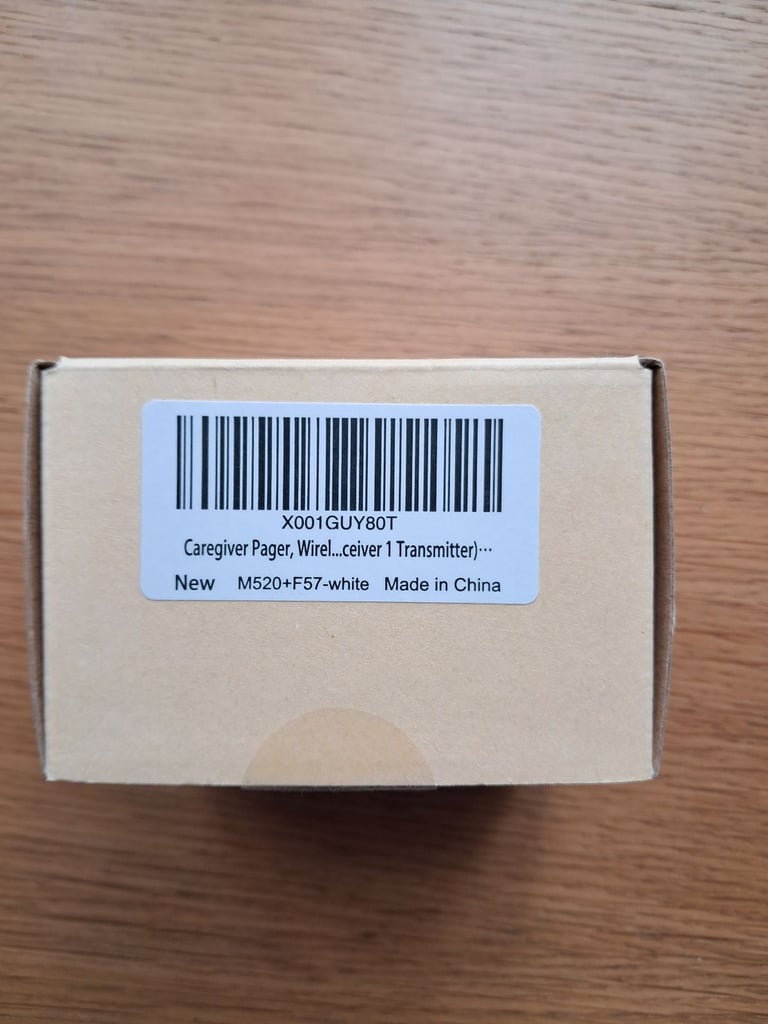 X001GUY80T
Caregiver Pager, Wirel...ceiver 1 Transmitter)...
New M520+F57-white Made in China